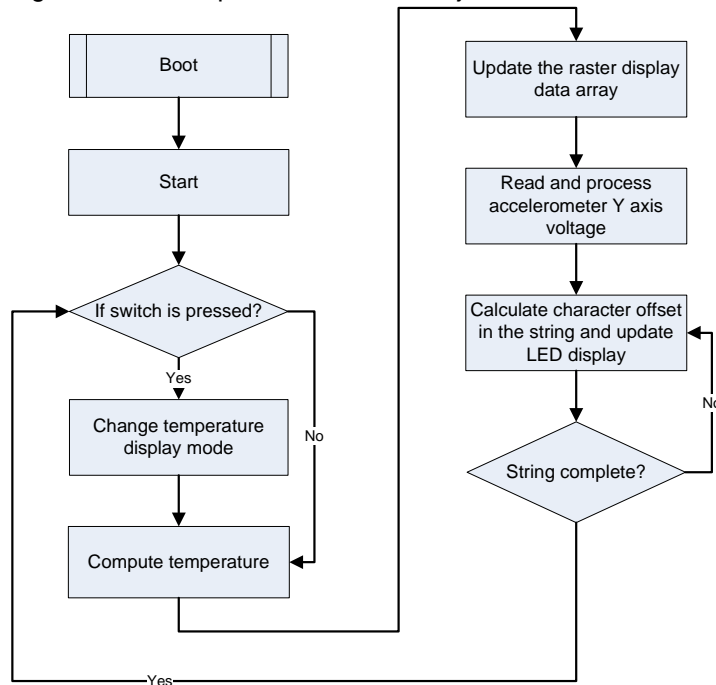 Boot
Start
If switch is pressed?
Yes
No
Change temperature
display mode
Compute temperature
Update the raster display
data array
Read and process
accelerometer Y axis
voltage
Calculate character offset
in the string and update
LED display
No
String complete?
Yes